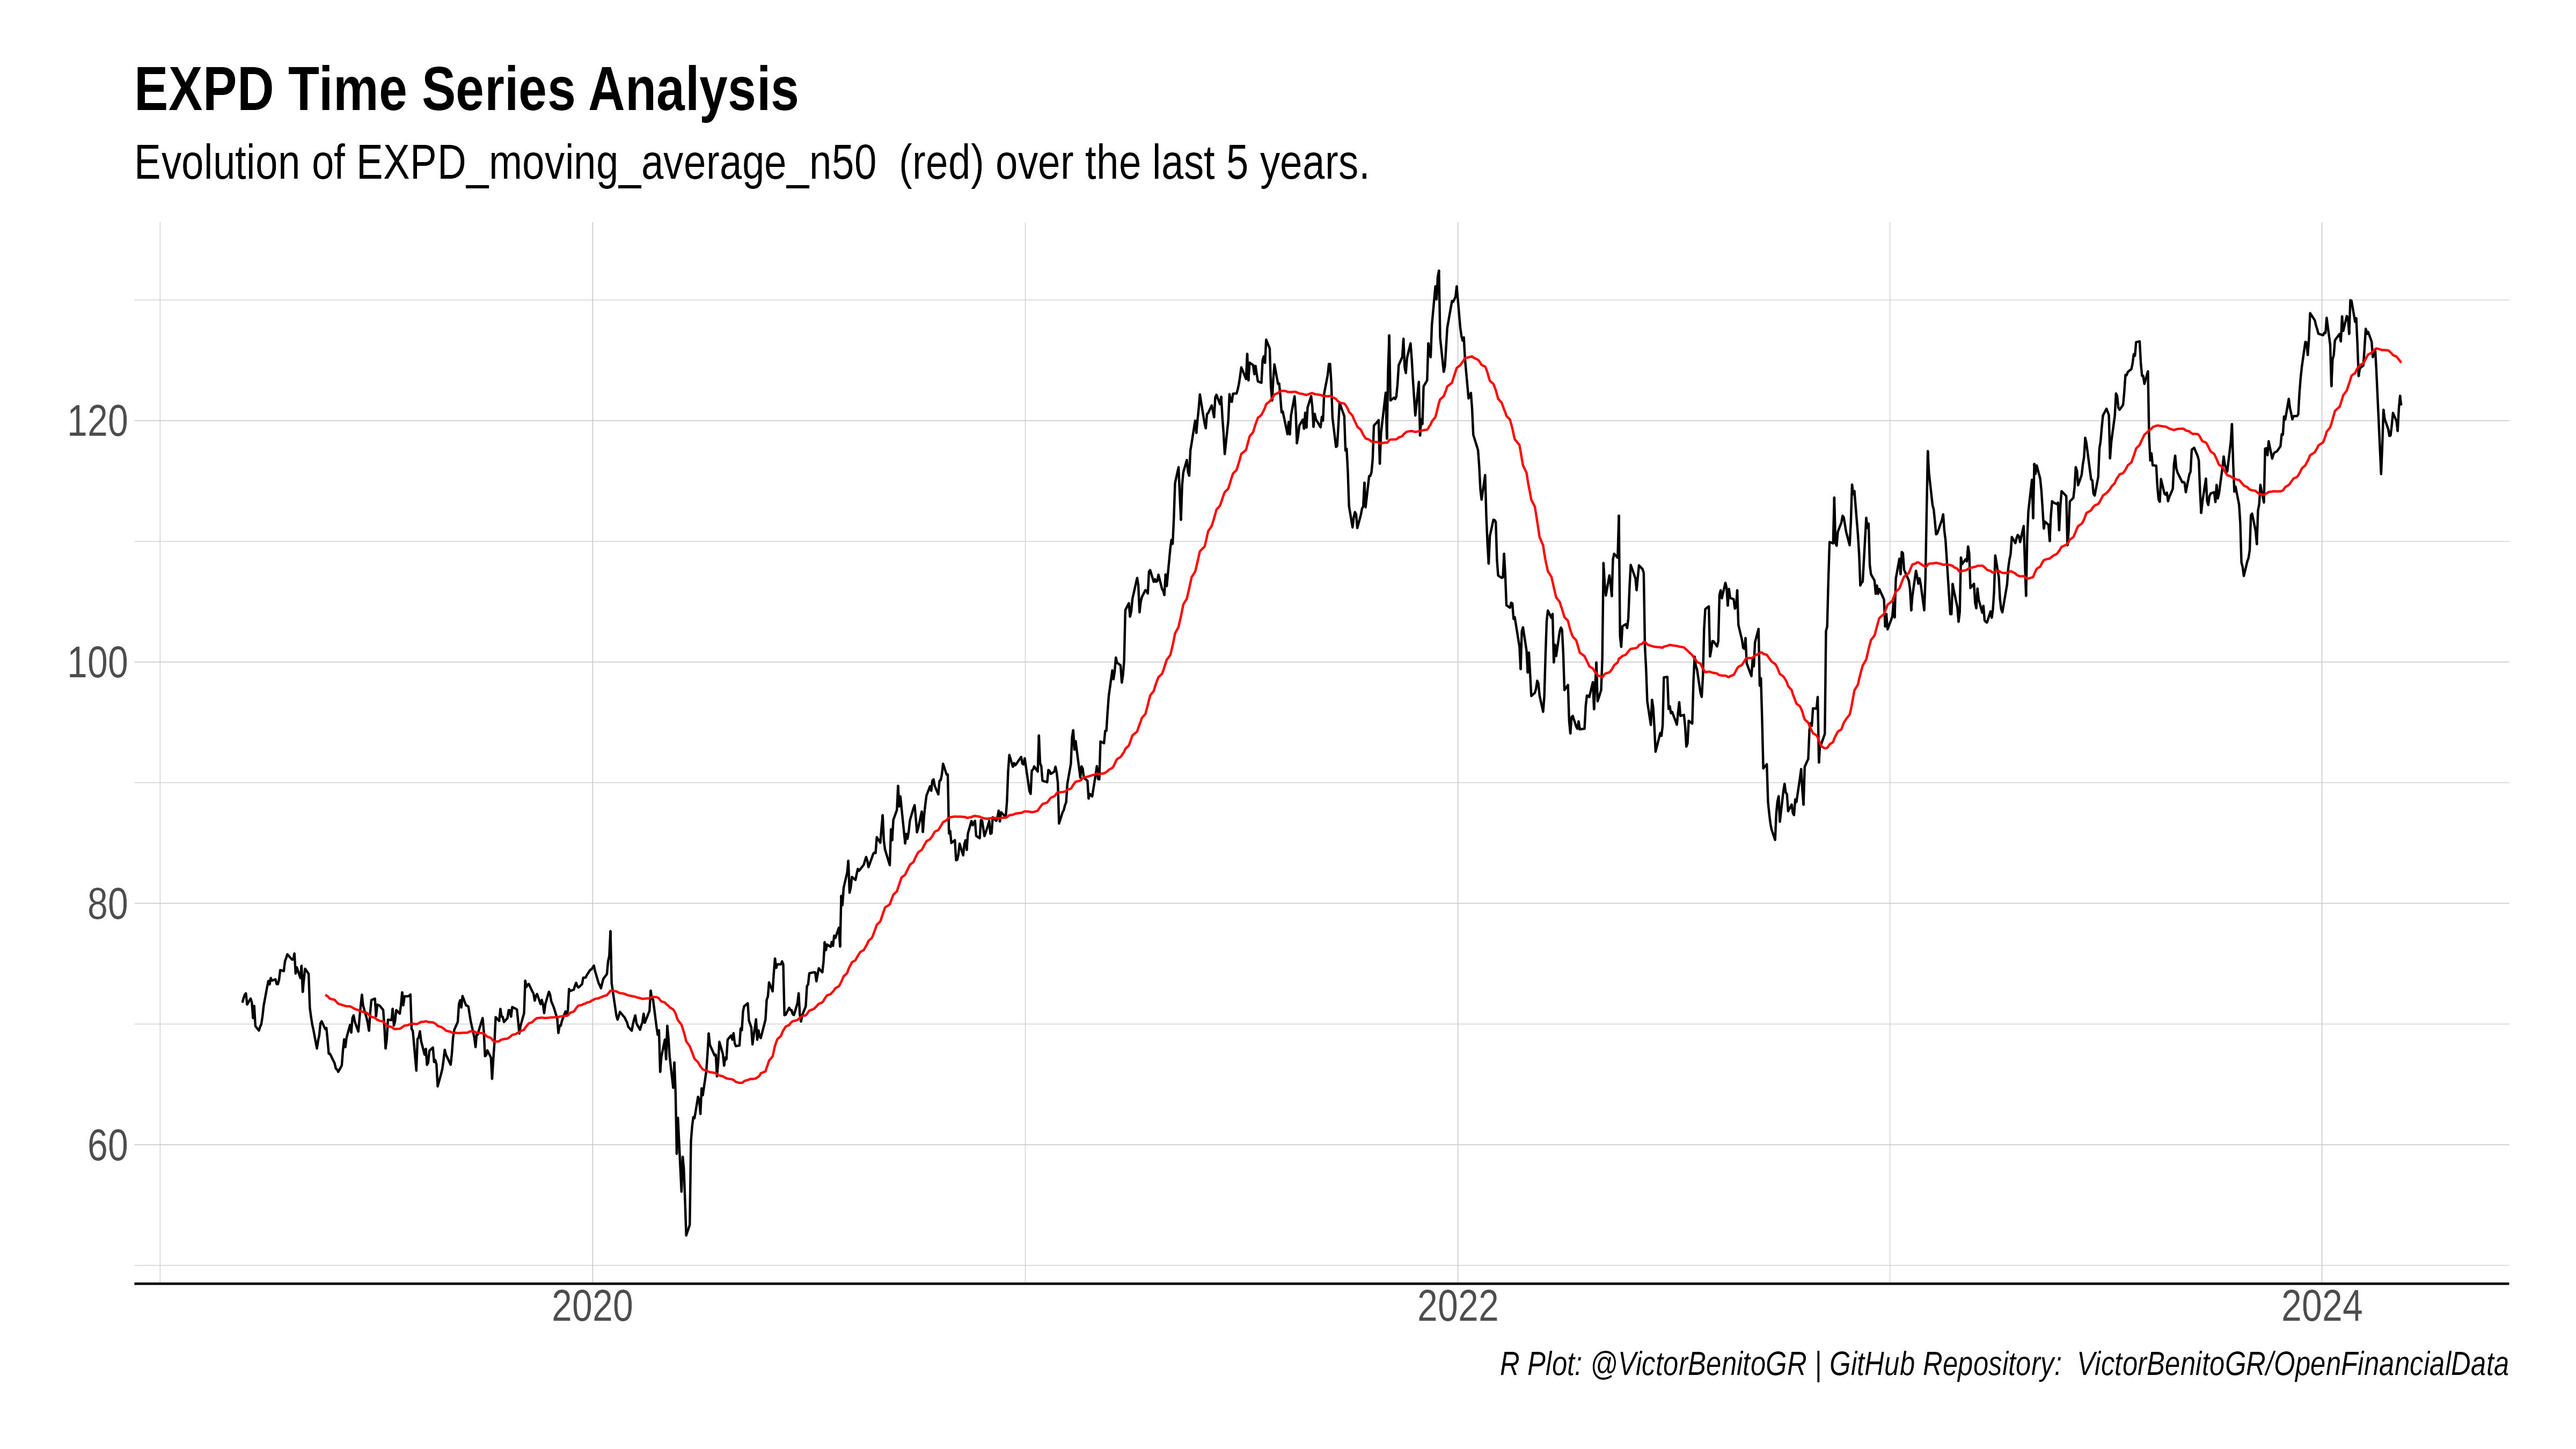 EXPD Time Series Analysis
Evolution of EXPD_moving_average_n50  (red) over the last 5 years.
120
100
80
60
2020 2022 2024
R Plot: @VictorBenitoGR | GitHub Repository:  VictorBenitoGR/OpenFinancialData